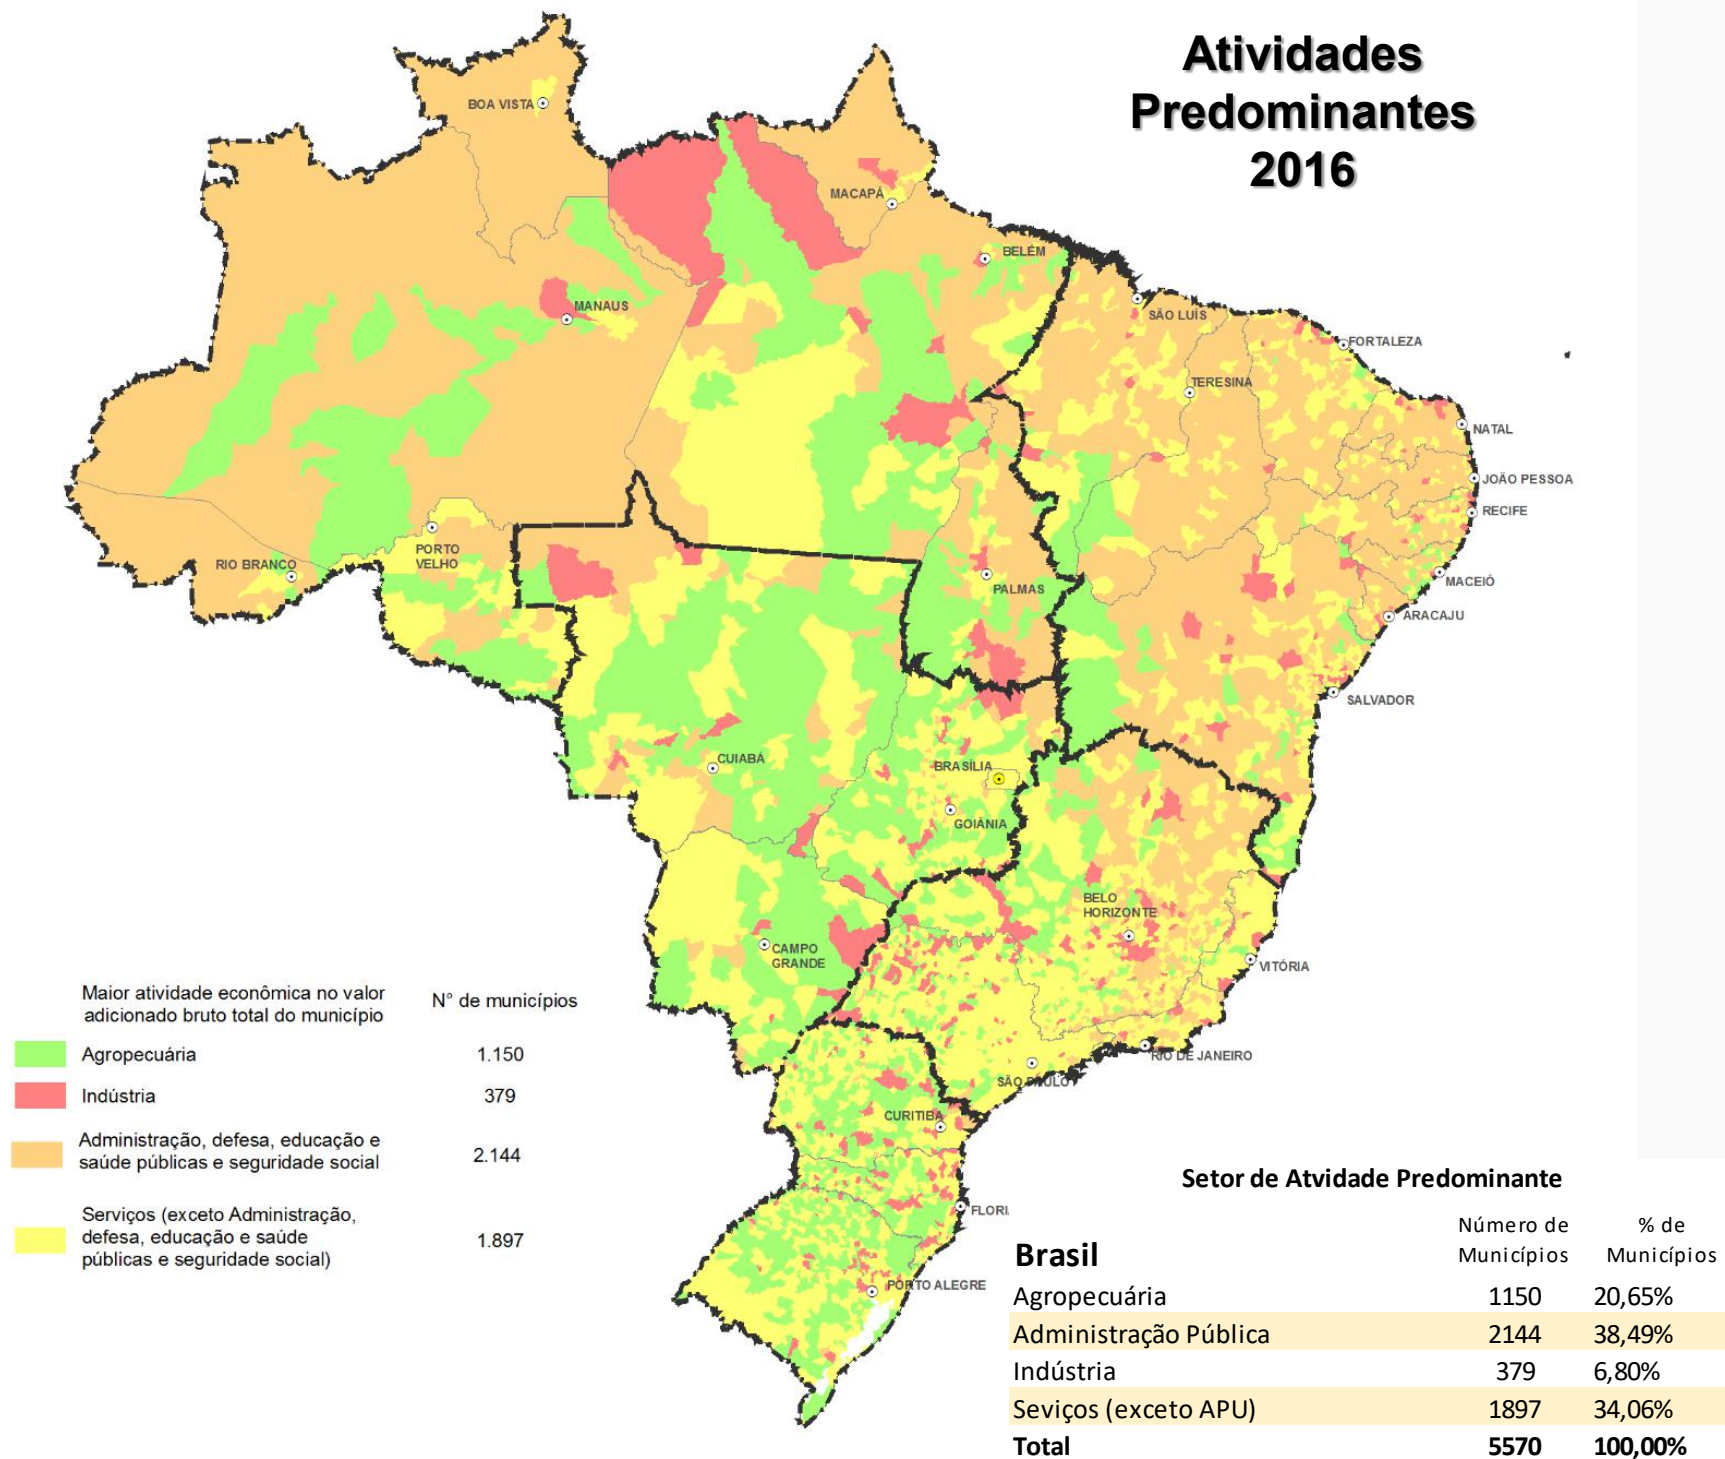 Atividades
Predominantes
2016
BOA VISTA
MACAPÁ
BELÉM
MANAUS
SÃO LUÍS
FORTALEZA
TERESINA
NATAL
JOÃO PESSOA
RECIFE
PORTO
VELHO
RIO BRANCO
MACEIÓ
PALMAS
ARACAJU
SALVADOR
CUIABÁ
BRASÍLIA
GOIÂNIA
BELO
HORIZONTE
CAMPO
GRANDE
VITÓRIA
RIO DE JANEIRO
SÃO PAULO
CURITIBA
FLORI
PORTO ALEGRE
Maior atividade econômica no valor
adicionado bruto total do município
N° de municípios
Agropecuária 1.150
Indústria 379
Administração, defesa, educação e
saúde públicas e seguridade social
2.144
Serviços (exceto Administração,
defesa, educação e saúde
públicas e seguridade social)
1.897
Setor de Atvidade Predominante
Brasil
Número de
Municípios
% de
Municípios
Agropecuária 1150 20,65%
Administração Pública 2144 38,49%
Indústria 379 6,80%
Seviços (exceto APU) 1897 34,06%
Total 5570 100,00%